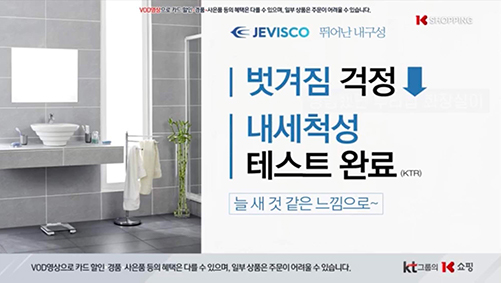 VOD영상으로 카드 할인 경품·사은품 등의 혜택은 다를 수 있으며, 일부 상품은 주문이 어려울 수 있습니다.
K SHOPPING
JEVISCO 뛰어난 내구성
벗겨짐 걱정
내세척성
테스트 완료 (KTR)
늘 새 것 같은 느낌으로~
VOD영상으로 카드 할인 경품 사은품 등의 혜택은 다를 수 있으며, 일부 상품은 주문이 어려울 수 있습니다.
kt그룹의 K 쇼핑